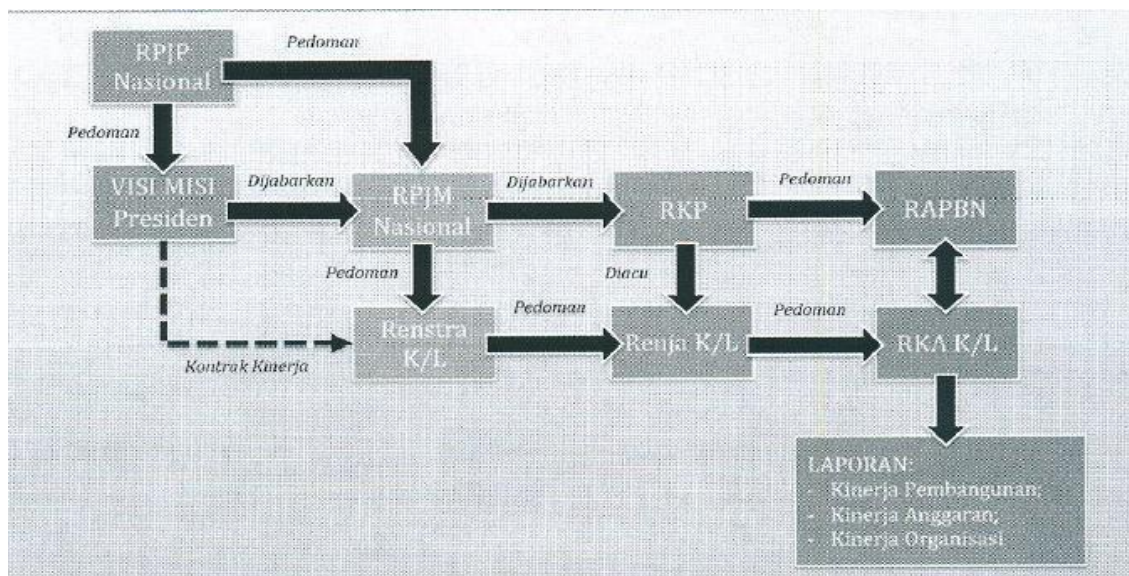 RPJP
Nasional
Pedoman
Pedoman
VISI MISI
Presiden
Dijabarkan
RPJM
Nasional
Dijabarkan
RKP
Pedoman
RAPBN
Pedoman
Diacu
Kontrak Kinerja
Renstra
K/L
Pedoman
Renja K/L
Pedoman
RKA K/L
LAPORAN:
- Kinerja Pembangunan;
- Kinerja Anggaran;
- Kinerja Organisasi